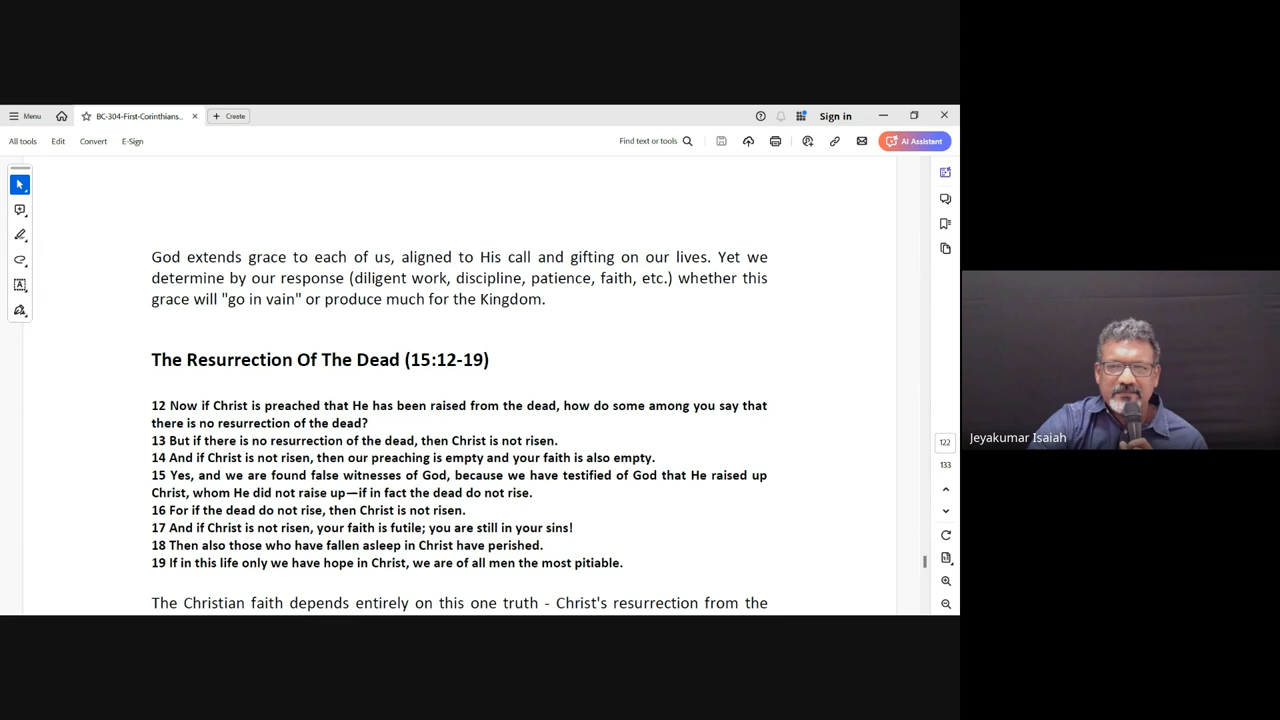 Menu
BC-304-First-Corinthians...
Create
Sign in
All tools
Edit
Convert
E-Sign
Find text or tools
AI Assistant
God extends grace to each of us, aligned to His call and gifting on our lives. Yet we
determine by our response (diligent work, discipline, patience, faith, etc.) whether this
grace will "go in vain" or produce much for the Kingdom.
The Resurrection Of The Dead (15:12-19)
12 Now if Christ is preached that He has been raised from the dead, how do some among you say that
there is no resurrection of the dead?
13 But if there is no resurrection of the dead, then Christ is not risen.
14 And if Christ is not risen, then our preaching is empty and your faith is also empty.
15 Yes, and we are found false witnesses of God, because we have testified of God that He raised up
Christ, whom He did not raise up—if in fact the dead do not rise.
16 For if the dead do not rise, then Christ is not risen.
17 And if Christ is not risen, your faith is futile; you are still in your sins!
18 Then also those who have fallen asleep in Christ have perished.
19 If in this life only we have hope in Christ, we are of all men the most pitiable.
The Christian faith depends entirely on this one truth - Christ's resurrection from the
122
133
Jeyakumar Isaiah